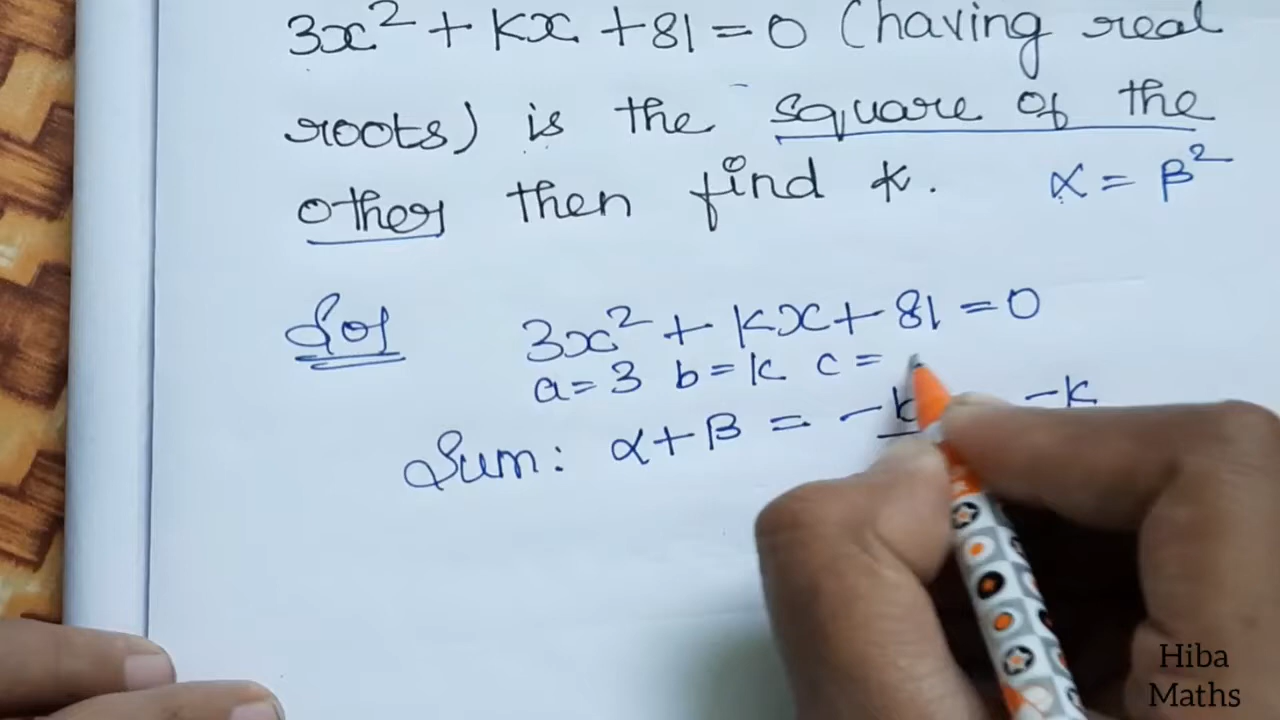 3x² + kx + 81 = 0 (having real
roots) is the square of the
other then find k. α = β²
Sol 3x² + kx + 81 = 0
a = 3 b = k c =
Sum: α + β = -b -k
Hiba
Maths